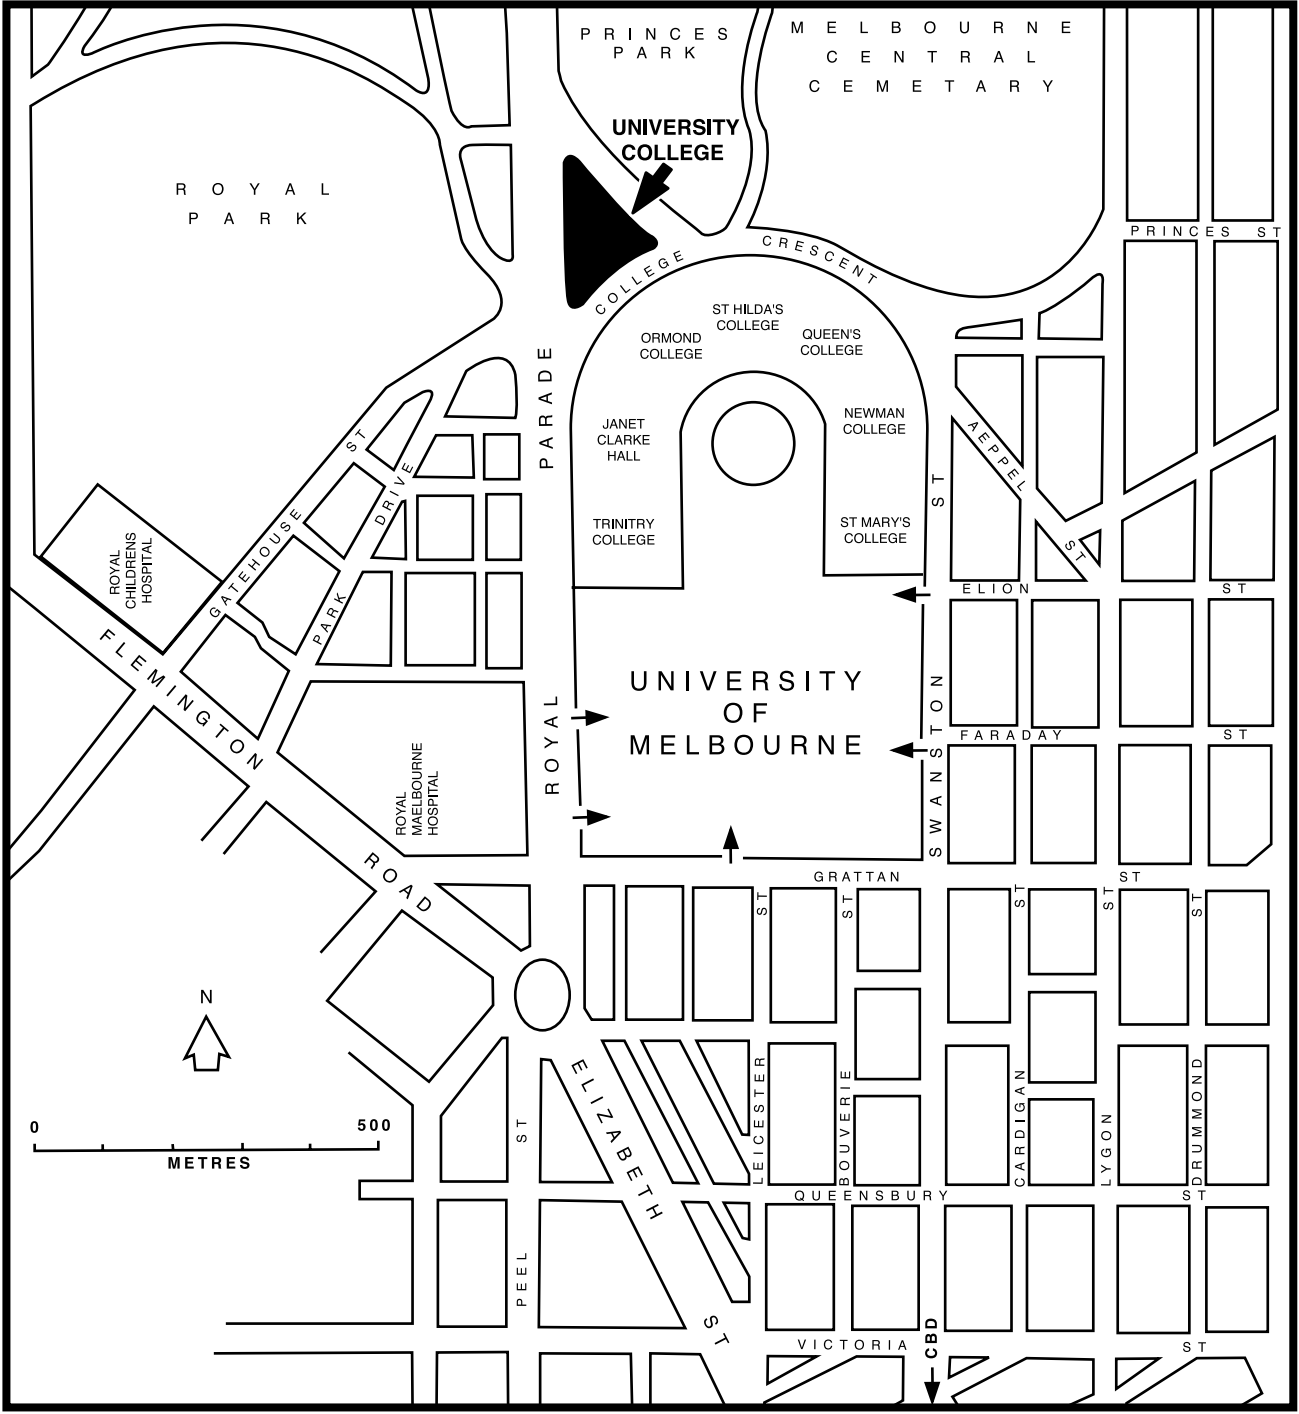 PRINCES
PARK
MELBOURNE
CENTRAL
CEMETARY
UNIVERSITY
COLLEGE
ROYAL
PARK
PRINCES ST
COLLEGE CRESCENT
ST HILDA'S
COLLEGE
ORMOND
COLLEGE
QUEEN'S
COLLEGE
JANET
CLARKE
HALL
NEWMAN
COLLEGE
TRINITRY
COLLEGE
ST MARY'S
COLLEGE
ROYAL PARADE
GATEHOUSE ST
PARK DRIVE
AEPPEL ST
ROYAL
CHILDRENS
HOSPITAL
ELION ST
FLEMINGTON ROAD
UNIVERSITY
OF
MELBOURNE
SWANSTON ST
FARADAY ST
ROYAL
MAELBOURNE
HOSPITAL
GRATTAN ST
N
0 500
METRES
ELIZABETH ST
PEEL ST
LEICESTER ST
BOUVERIE ST
CARDIGAN ST
LYGON ST
DRUMMOND ST
QUEENSBURY ST
VICTORIA ST
CBD